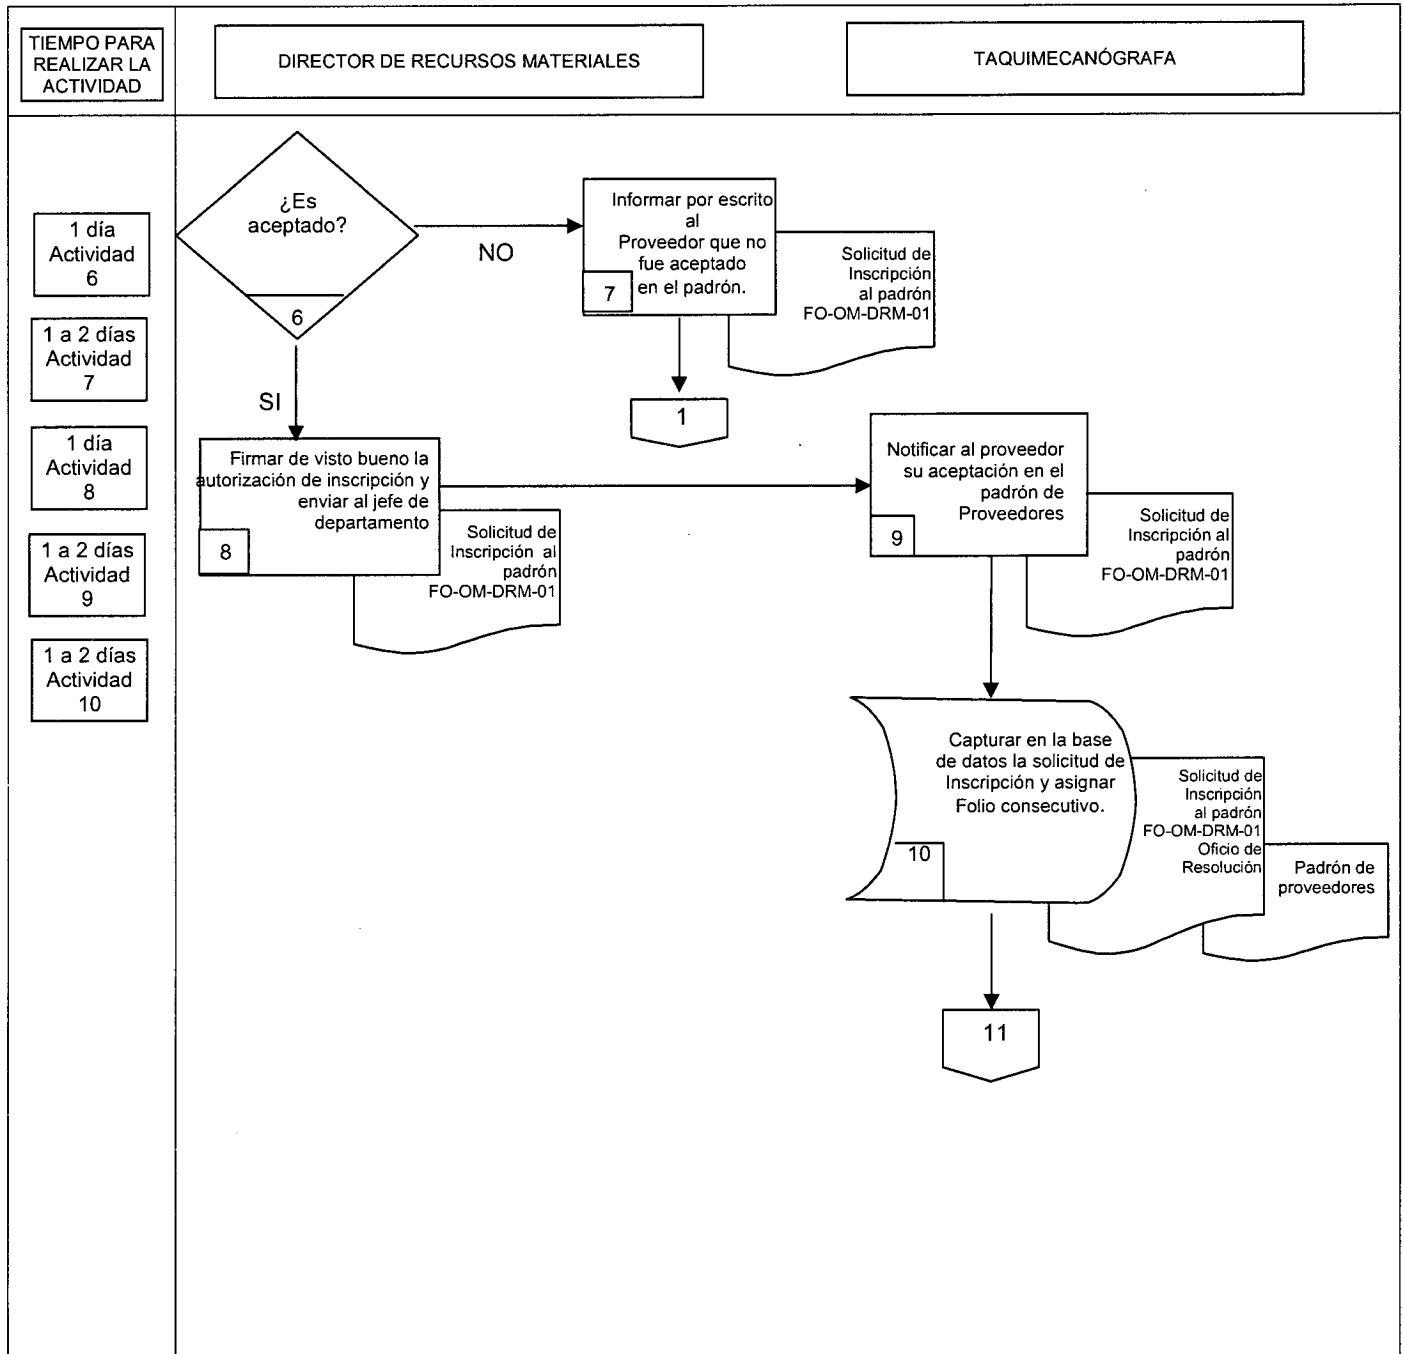 TIEMPO PARA
REALIZAR LA
ACTIVIDAD
DIRECTOR DE RECURSOS MATERIALES
TAQUIMECANÓGRAFA
1 día
Actividad
6
1 a 2 días
Actividad
7
1 día
Actividad
8
1 a 2 días
Actividad
9
1 a 2 días
Actividad
10
¿Es
aceptado?
6
NO
SI
Informar por escrito
al
Proveedor que no
fue aceptado
en el padrón.
7
Solicitud de
Inscripción
al padrón
FO-OM-DRM-01
1
Firmar de visto bueno la
autorización de inscripción y
enviar al jefe de
departamento
8
Solicitud de
Inscripción al
padrón
FO-OM-DRM-01
Notificar al proveedor
su aceptación en el
padrón de
Proveedores
9
Solicitud de
Inscripción al
padrón
FO-OM-DRM-01
Capturar en la base
de datos la solicitud de
Inscripción y asignar
Folio consecutivo.
10
Solicitud de
Inscripción
al padrón
FO-OM-DRM-01
Oficio de
Resolución
Padrón de
proveedores
11